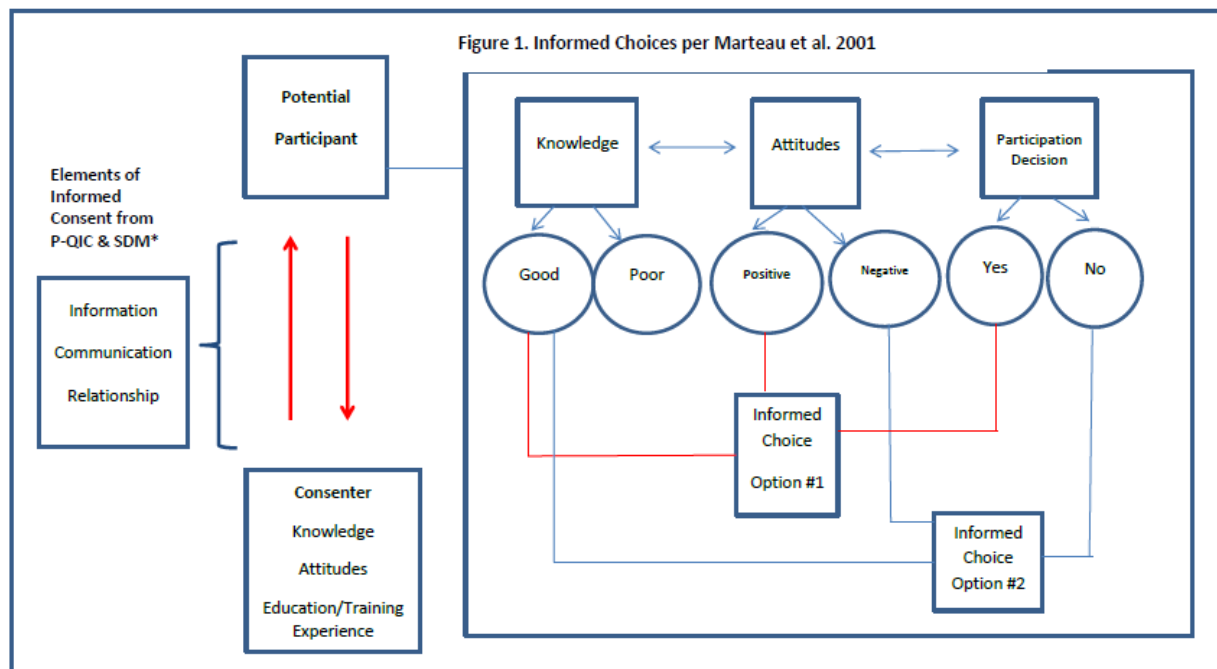 Figure 1. Informed Choices per Marteau et al. 2001
Potential
Participant
Elements of
Informed
Consent from
P-QIC & SDM*
Information
Communication
Relationship
Consenter
Knowledge
Attitudes
Education/Training
Experience
Knowledge
Attitudes
Participation
Decision
Good
Poor
Positive
Negative
Yes
No
Informed
Choice
Option #1
Informed
Choice
Option #2